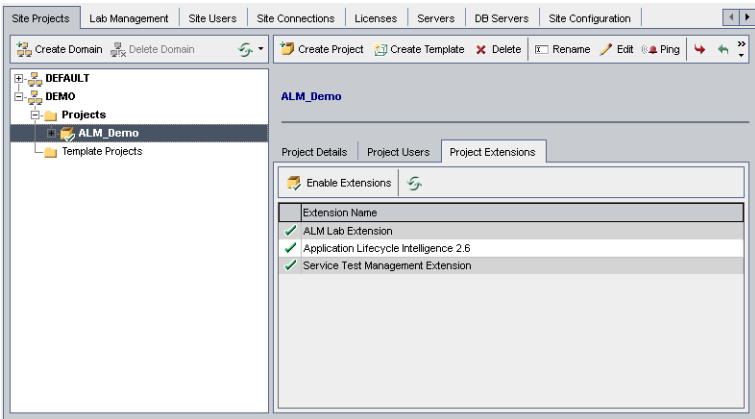 Site Projects Lab Management Site Users Site Connections Licenses Servers DB Servers Site Configuration
Create Domain Delete Domain
Create Project Create Template Delete Rename Edit Ping
DEFAULT
DEMO
Projects
ALM_Demo
Template Projects
ALM_Demo
Project Details Project Users Project Extensions
Enable Extensions
Extension Name
ALM Lab Extension
Application Lifecycle Intelligence 2.6
Service Test Management Extension